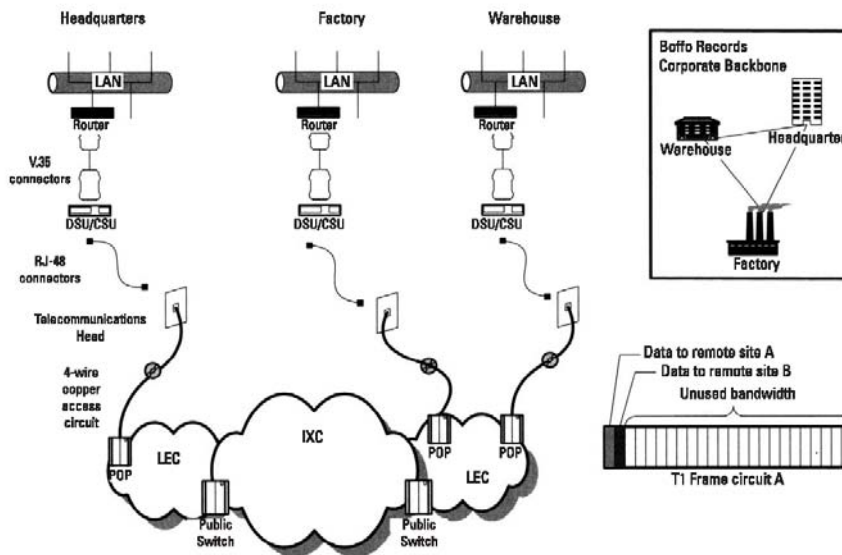 Headquarters
Factory
Warehouse
LAN
LAN
LAN
Router
Router
Router
V.35
connectors
DSU/CSU
DSU/CSU
DSU/CSU
RJ-48
connectors
Telecommunications
Head
4-wire
copper
access
circuit
POP
LEC
IXC
POP
POP
LEC
Public
Switch
Public
Switch
Boffo Records
Corporate Backbone
Warehouse
Headquarter
Factory
Data to remote site A
Data to remote site B
Unused bandwidth
T1 Frame circuit A